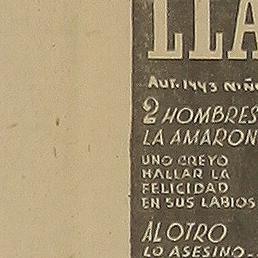 LLA
AUT. 1443 NIÑO
2 HOMBRES
LA AMARON
UNO CREYO
HALLAR LA
FELICIDAD
EN SUS LABIOS
AL OTRO
LO ASESINO...